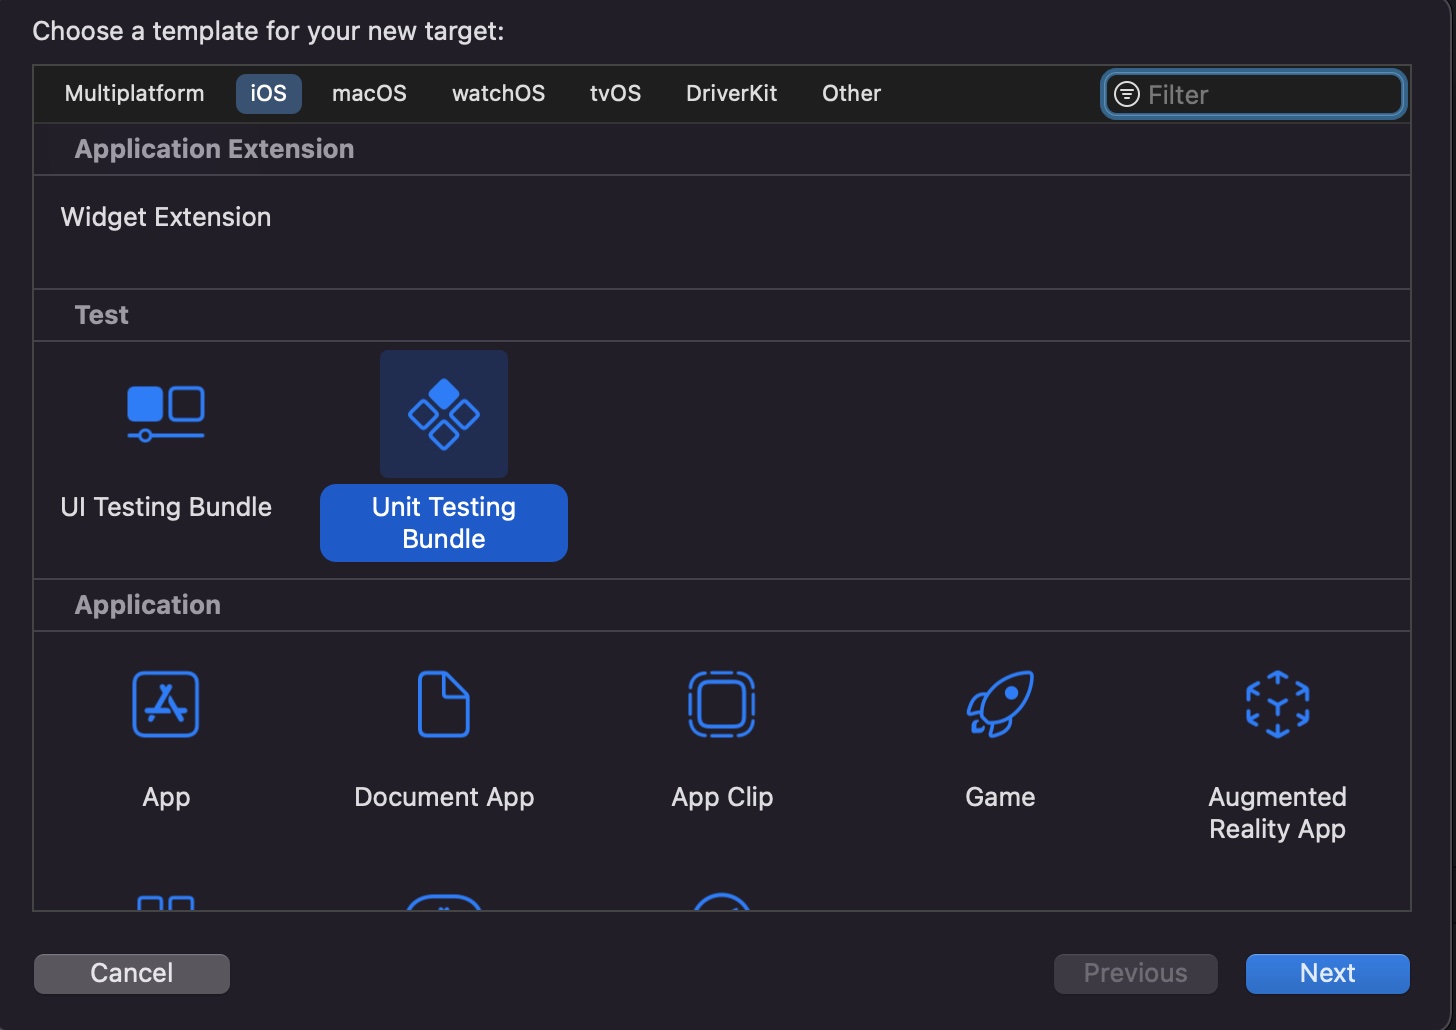 Choose a template for your new target:
Multiplatform iOS macOS watchOS tvOS DriverKit Other Filter
Application Extension
Widget Extension
Test
UI Testing Bundle
Unit Testing
Bundle
Application
App
Document App
App Clip
Game
Augmented
Reality App
Cancel Previous Next